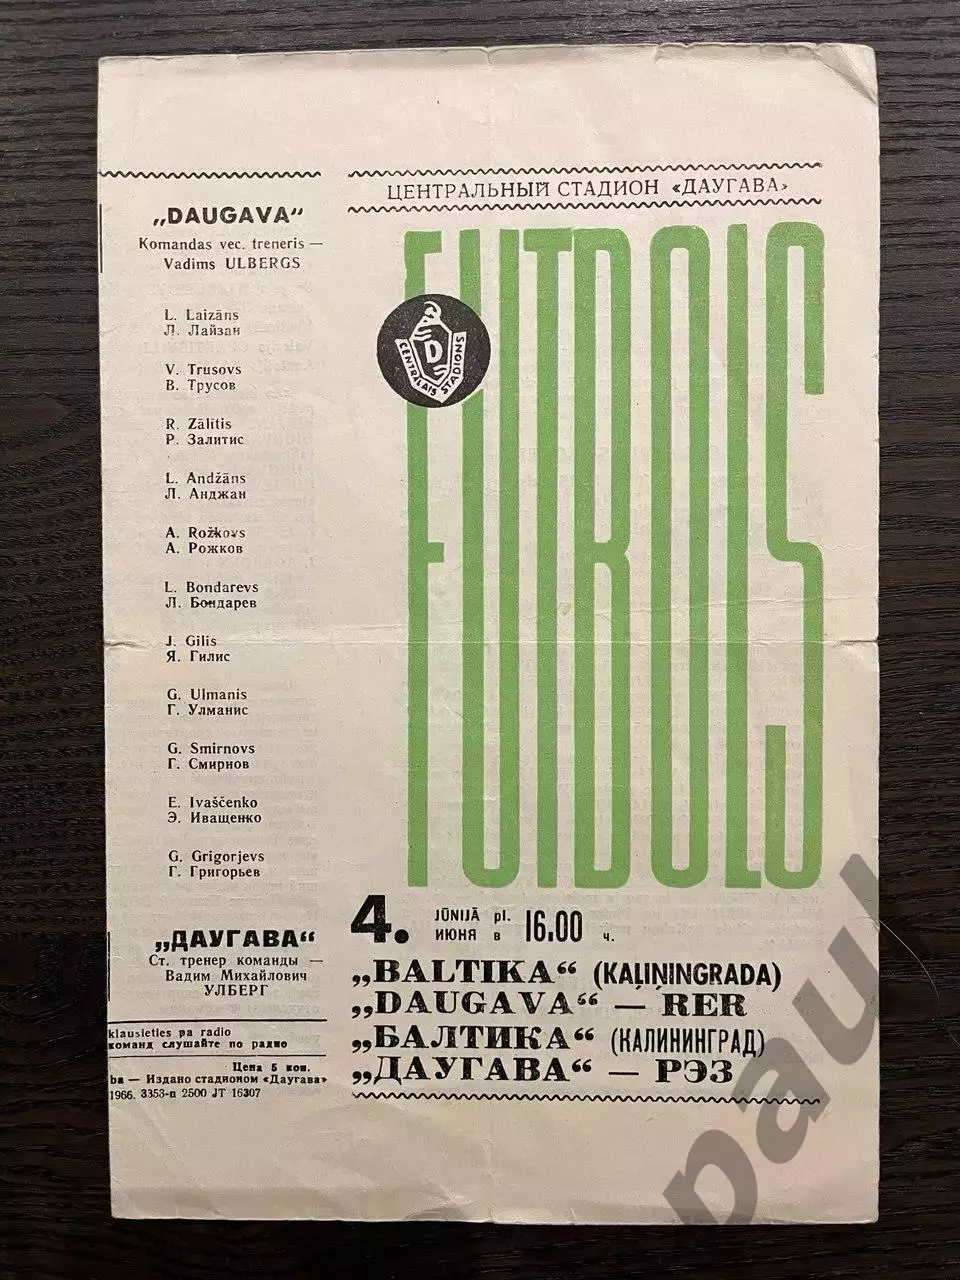 „DAUGAVA“
Komandas vec. treneris —
Vadims ULBERGS
L. Laizāns
Л. Лайзан
V. Trusovs
В. Трусов
R. Zālītis
Р. Залитис
L. Andžāns
Л. Анджан
A. Rožkovs
А. Рожков
L. Bondarevs
Л. Бондарев
J. Gilis
Я. Гилис
G. Ulmanis
Г. Улманис
G. Smirnovs
Г. Смирнов
E. Ivaščenko
Э. Иващенко
G. Grigorjevs
Г. Григорьев
„ДАУГАВА“
Ст. тренер команды —
Вадим Михайлович
УЛБЕРГ
klausieties pa radio
команд слушайте по радио
Цена 5 коп.
ba — Издано стадионом «Даугава»
1966. 3353-п 2500 JT 16307
ЦЕНТРАЛЬНЫЙ СТАДИОН «ДАУГАВА»
FUTBOLS
D
CENTRĀLAIS STADIONS
4. JŪNIJĀ pl. 16.00
ИЮНЯ в ч.
„BALTIKA“ (KAĻIŅINGRADA)
„DAUGAVA“ — RER
„БАЛТИКА“ (КАЛИНИНГРАД)
„ДАУГАВА“ — РЭЗ
paul